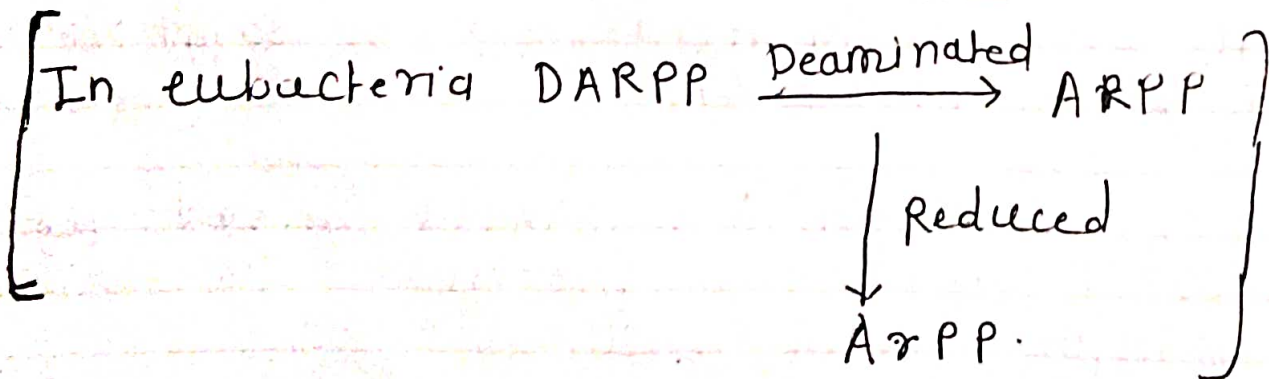 [In eubacteria DARPP Deaminated → ARPP]
↓ Reduced
ArPP.